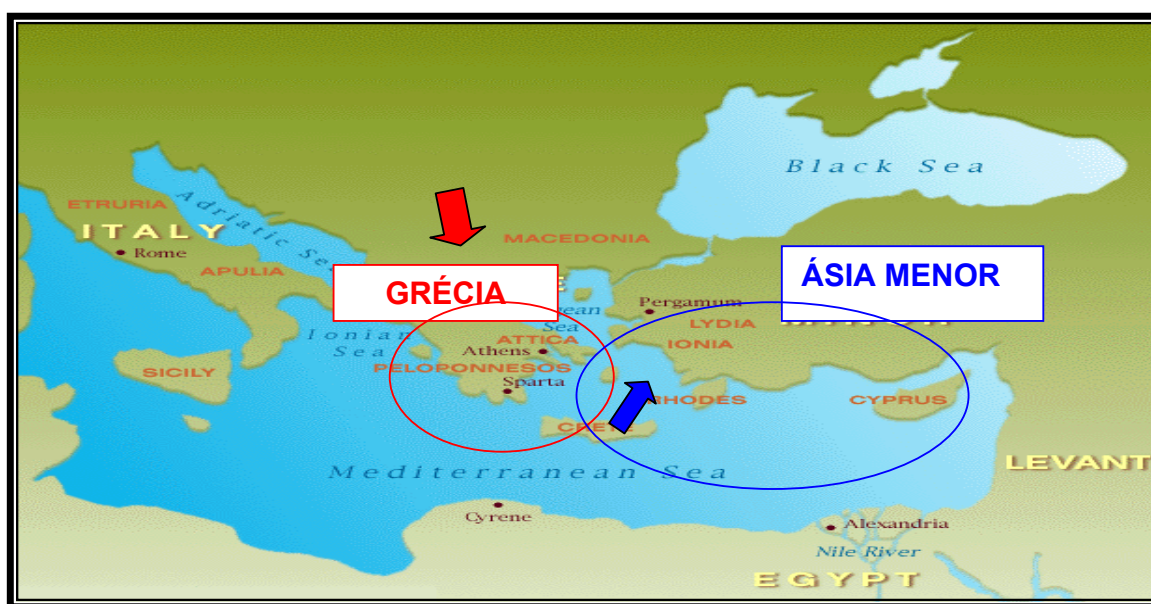 Black Sea
ETRURIA
ITALY
Adriatic Sea
Rome
MACEDONIA
APULIA
GRÉCIA
ÁSIA MENOR
Pergamum
Sea
LYDIA
Ionian
Sea
ATTICA
IONIA
Athens
SICILY
PELOPONNESOS
Sparta
RHODES
CYPRUS
CRETE
Mediterranean Sea
LEVANT
Cyrene
Alexandria
Nile River
EGYPT